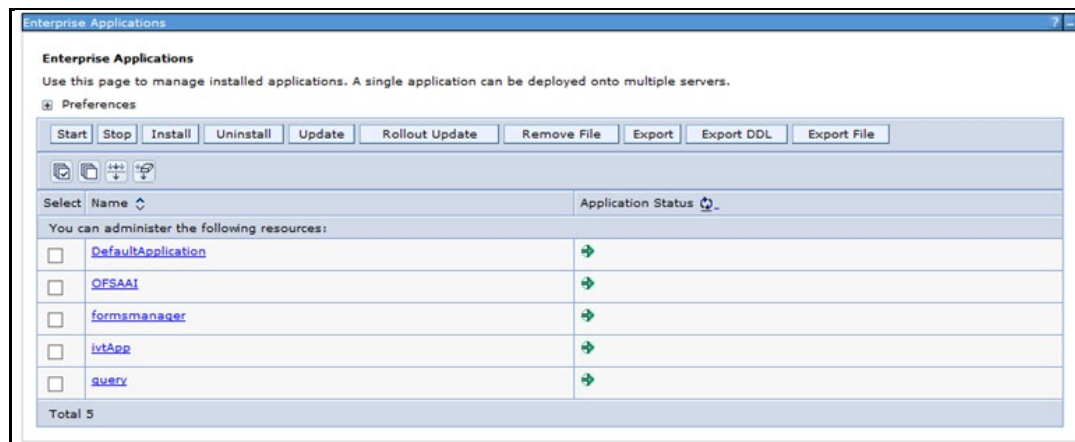 Enterprise Applications
Enterprise Applications
Use this page to manage installed applications. A single application can be deployed onto multiple servers.
Preferences
Start Stop Install Uninstall Update Rollout Update Remove File Export Export DDL Export File
Select Name Application Status
You can administer the following resources:
DefaultApplication
OFSAAI
formsmanager
ivtApp
query
Total 5